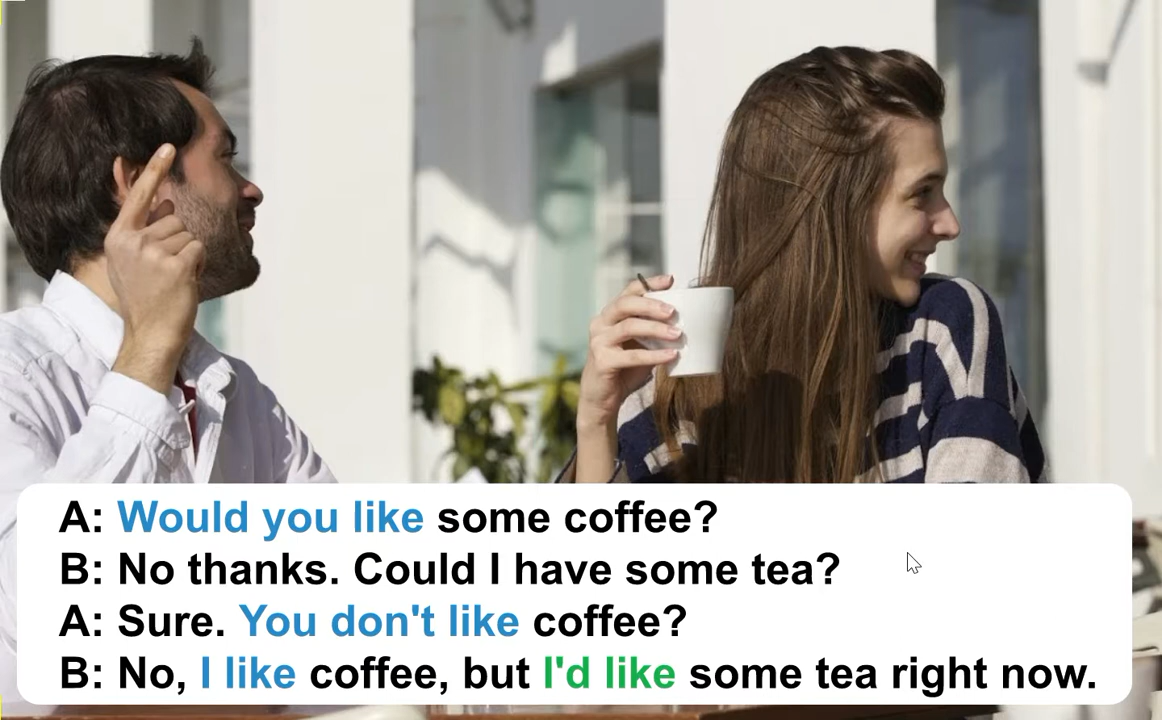 A: Would you like some coffee?
B: No thanks. Could I have some tea?
A: Sure. You don't like coffee?
B: No, I like coffee, but I'd like some tea right now.